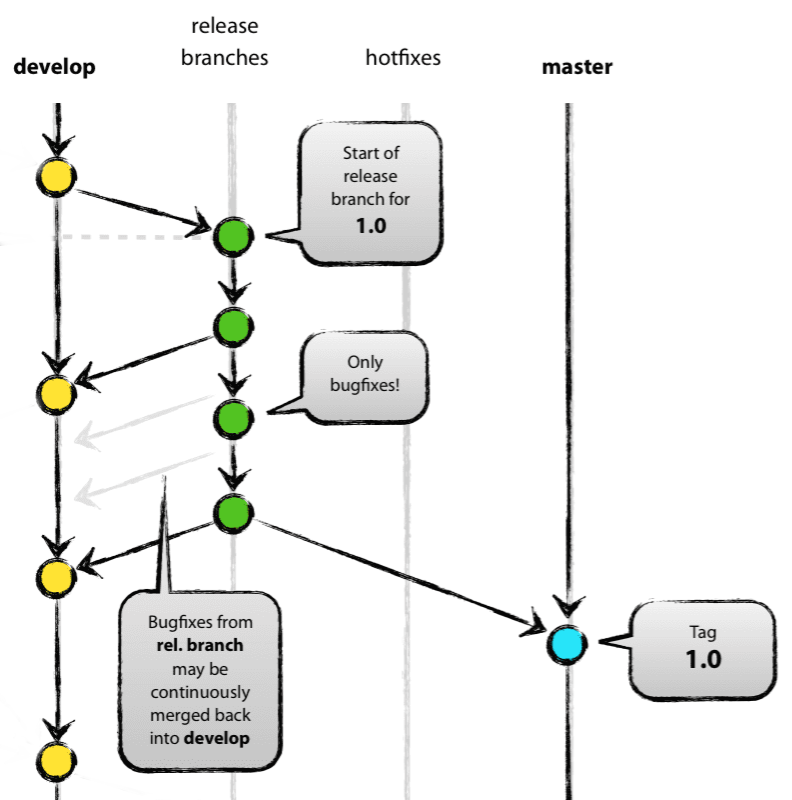 release
branches
develop
hotfixes
master
Start of
release
branch for
1.0
Only
bugfixes!
Bugfixes from
rel. branch
may be
continuously
merged back
into develop
Tag
1.0